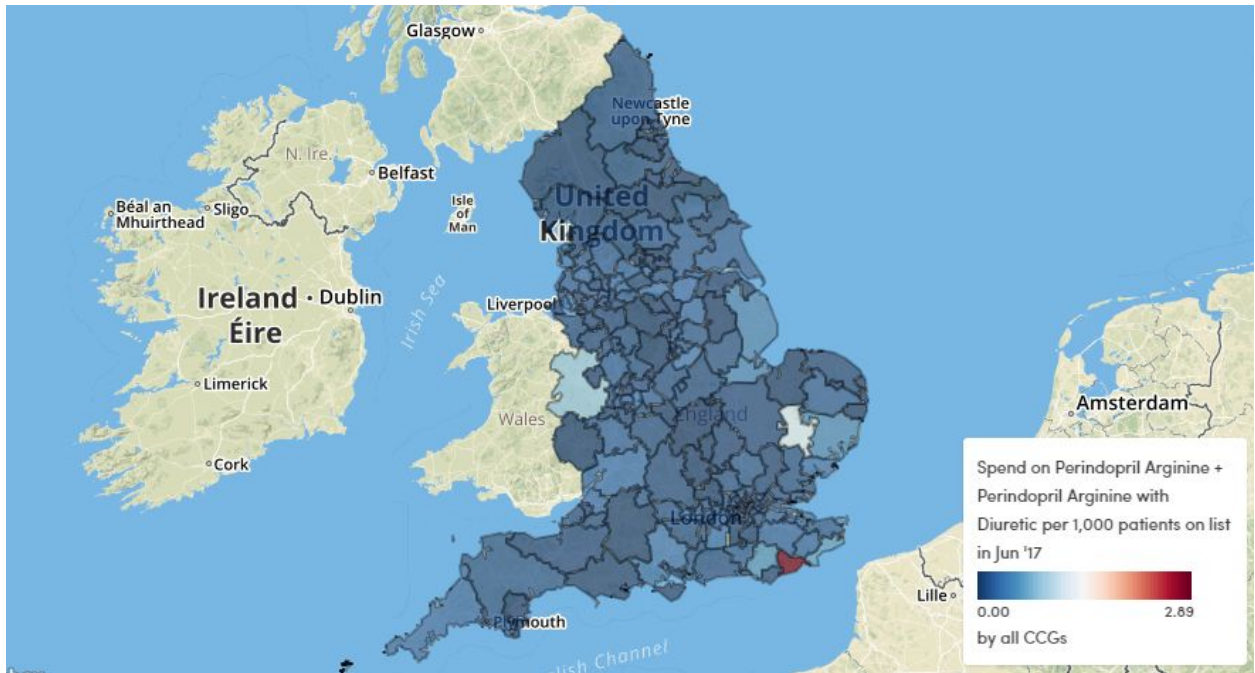 Glasgow
Newcastle
upon Tyne
N. Ire.
Belfast
Isle
of
Man
United
Kingdom
Béal an
Mhuirthead
Sligo
Ireland
Éire
Dublin
Irish Sea
Liverpool
Limerick
Wales
England
Amsterdam
Cork
London
Lille
Plymouth
lish Channel
Spend on Perindopril Arginine +
Perindopril Arginine with
Diuretic per 1,000 patients on list
in Jun '17
0.00 2.89
by all CCGs